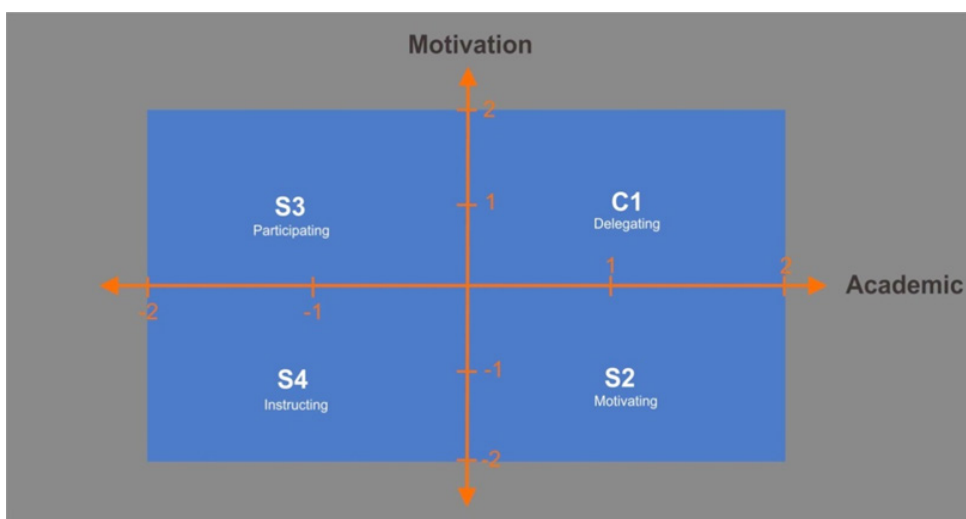 Motivation
2
S3
Participating
1
C1
Delegating
1
2
Academic
-2
-1
-1
S4
Instructing
S2
Motivating
-2